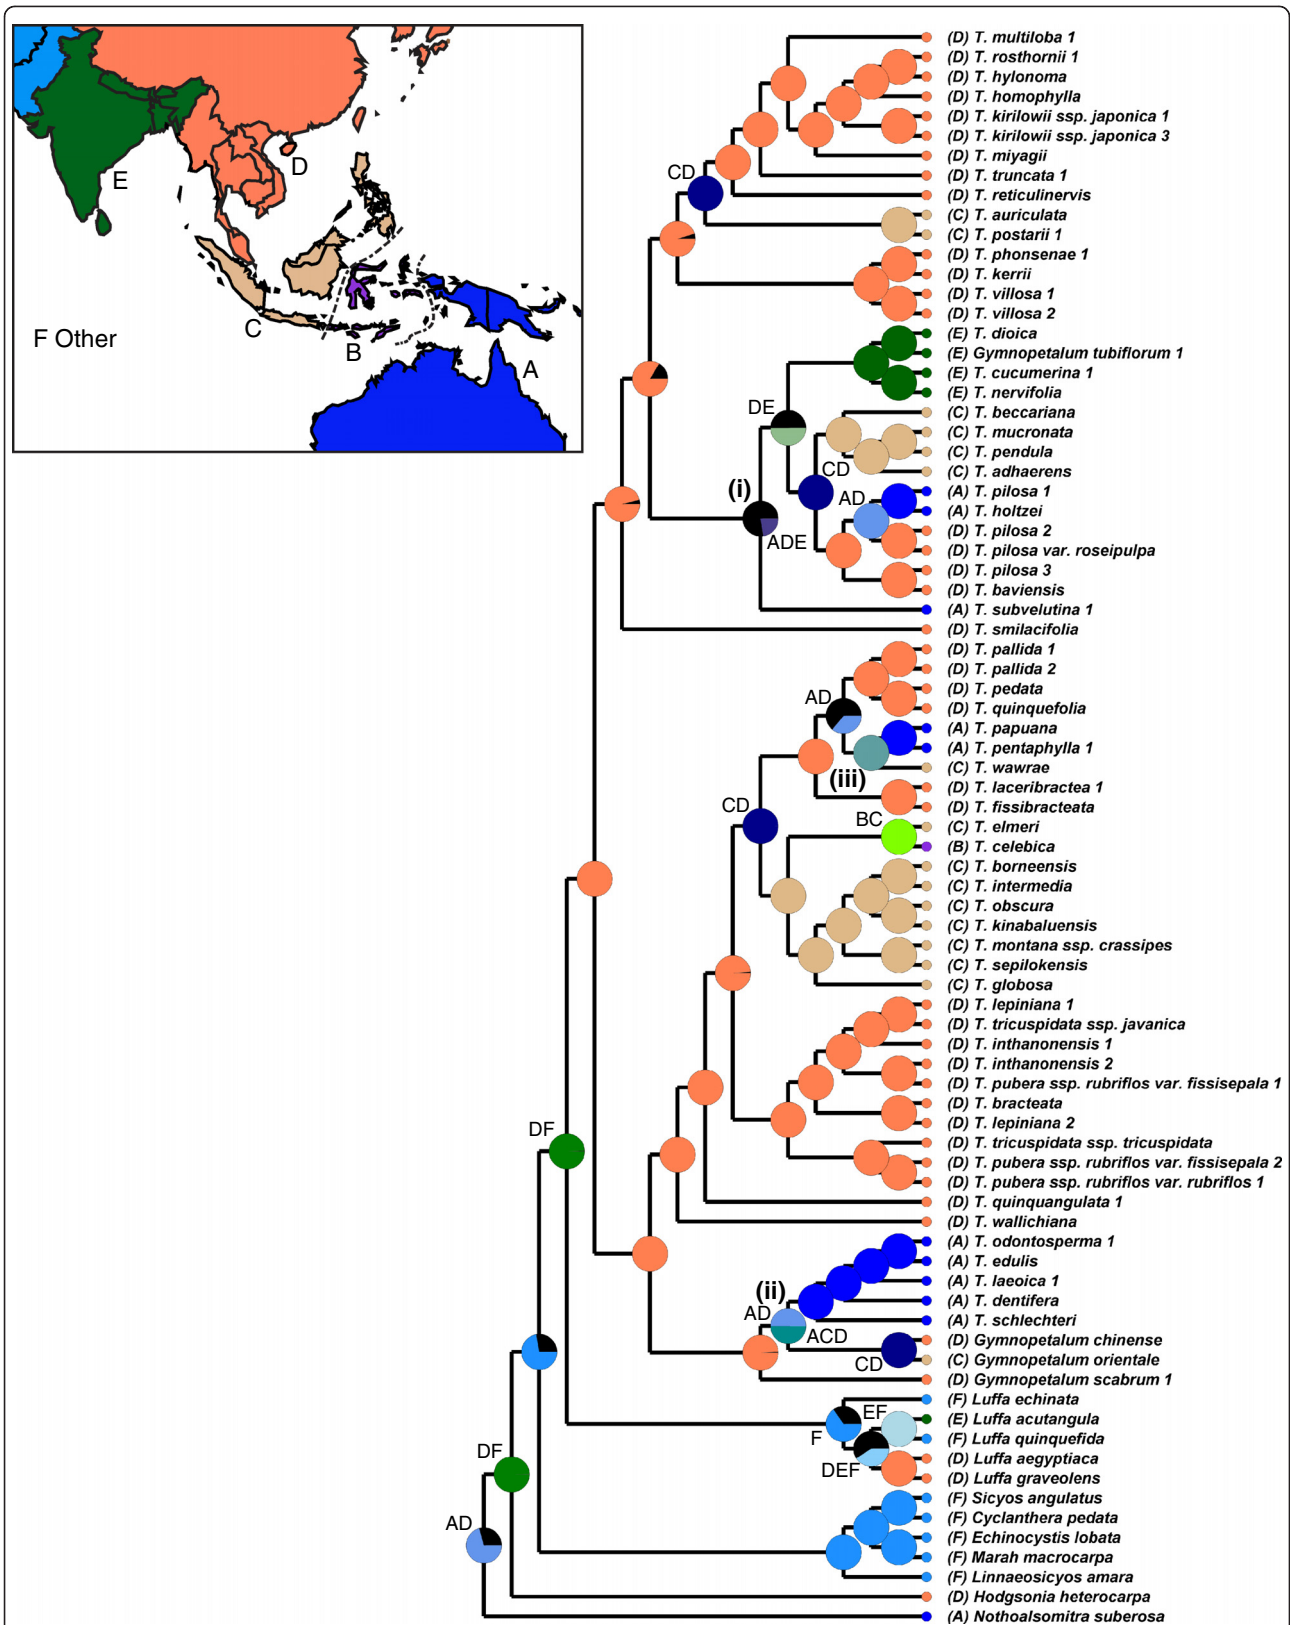 E
D
C
B
A
F Other
(D) T. multiloba 1
(D) T. rosthornii 1
(D) T. hylonoma
(D) T. homophylla
(D) T. kirilowii ssp. japonica 1
(D) T. kirilowii ssp. japonica 3
(D) T. miyagii
CD
(D) T. truncata 1
(D) T. reticulinervis
(C) T. auriculata
(C) T. postarii 1
(D) T. phonsenae 1
(D) T. kerrii
(D) T. villosa 1
(D) T. villosa 2
(E) T. dioica
(E) Gymnopetalum tubiflorum 1
(E) T. cucumerina 1
(E) T. nervifolia
DE
(C) T. beccariana
(C) T. mucronata
(C) T. pendula
CD
(C) T. adhaerens
(i)
AD
(A) T. pilosa 1
(A) T. holtzei
(D) T. pilosa 2
ADE
(D) T. pilosa var. roseipulpa
(D) T. pilosa 3
(D) T. baviensis
(A) T. subvelutina 1
(D) T. smilacifolia
(D) T. pallida 1
(D) T. pallida 2
(D) T. pedata
AD
(D) T. quinquefolia
(A) T. papuana
(A) T. pentaphylla 1
(C) T. wawrae
(iii)
(D) T. laceribractea 1
CD
(D) T. fissibracteata
BC
(C) T. elmeri
(B) T. celebica
(C) T. borneensis
(C) T. intermedia
(C) T. obscura
(C) T. kinabaluensis
(C) T. montana ssp. crassipes
(C) T. sepilokensis
(C) T. globosa
(D) T. lepiniana 1
(D) T. tricuspidata ssp. javanica
(D) T. inthanonensis 1
(D) T. inthanonensis 2
(D) T. pubera ssp. rubriflos var. fissisepala 1
(D) T. bracteata
(D) T. lepiniana 2
DF
(D) T. tricuspidata ssp. tricuspidata
(D) T. pubera ssp. rubriflos var. fissisepala 2
(D) T. pubera ssp. rubriflos var. rubriflos 1
(D) T. quinquangulata 1
(D) T. wallichiana
(A) T. odontosperma 1
(A) T. edulis
(A) T. laeoica 1
(ii)
(A) T. dentifera
AD
(A) T. schlechteri
ACD
(D) Gymnopetalum chinense
CD
(C) Gymnopetalum orientale
(D) Gymnopetalum scabrum 1
(F) Luffa echinata
EF
(E) Luffa acutangula
F
(F) Luffa quinquefida
DF
DEF
(D) Luffa aegyptiaca
(D) Luffa graveolens
(F) Sicyos angulatus
AD
(F) Cyclanthera pedata
(F) Echinocystis lobata
(F) Marah macrocarpa
(F) Linnaeosicyos amara
(D) Hodgsonia heterocarpa
(A) Nothoalsomitra suberosa